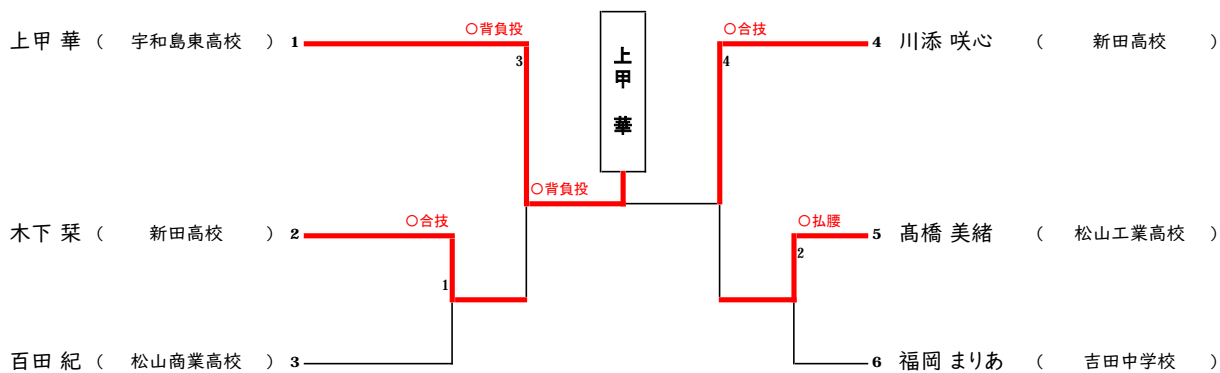 上甲 華 ( 宇和島東高校 ) 1
○背負投
3
上甲 華
○合技
4
4 川添 咲心 ( 新田高校 )
○背負投
木下 栞 ( 新田高校 ) 2
○合技
1
○払腰
2
5 髙橋 美緒 ( 松山工業高校 )
百田 紀 ( 松山商業高校 ) 3
6 福岡 まりあ ( 吉田中学校 )